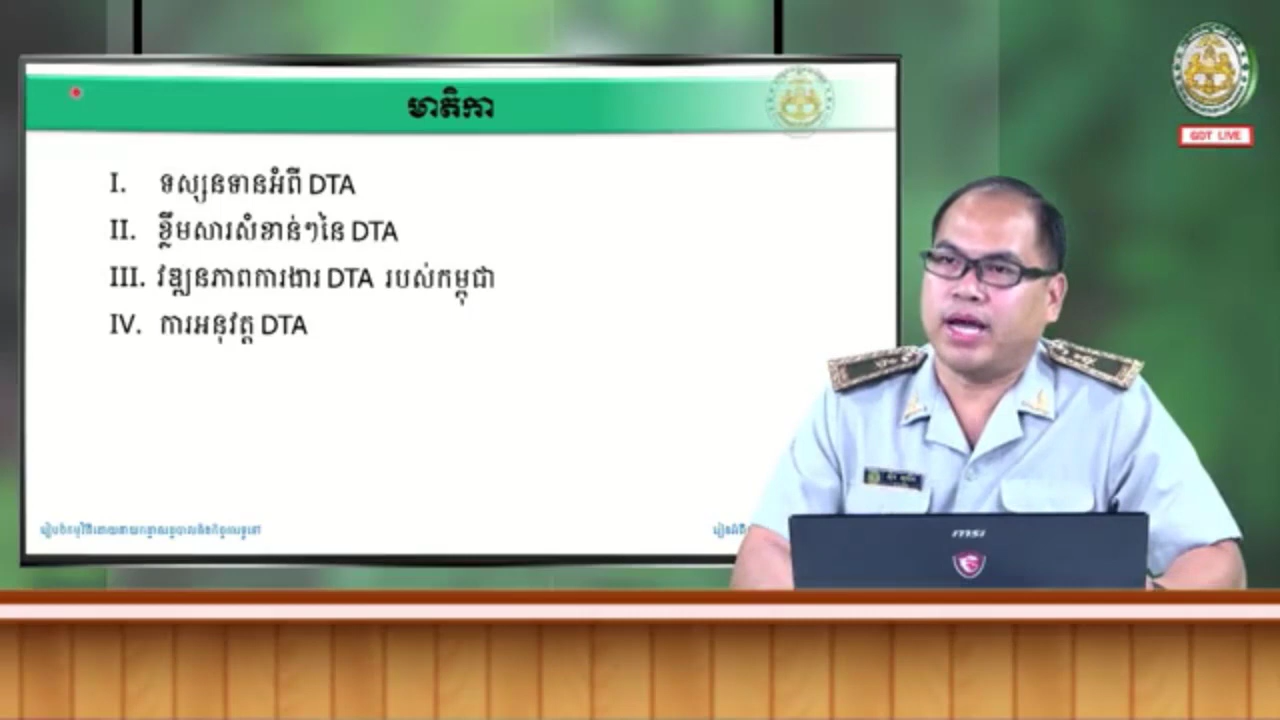 មាតិកា
GDT LIVE
I. ទស្សនទានអំពី DTA
II. ខ្លឹមសារសំខាន់ៗនៃ DTA
III. វឌ្ឍនភាពការងារ DTA របស់កម្ពុជា
IV. ការអនុវត្ត DTA
msi